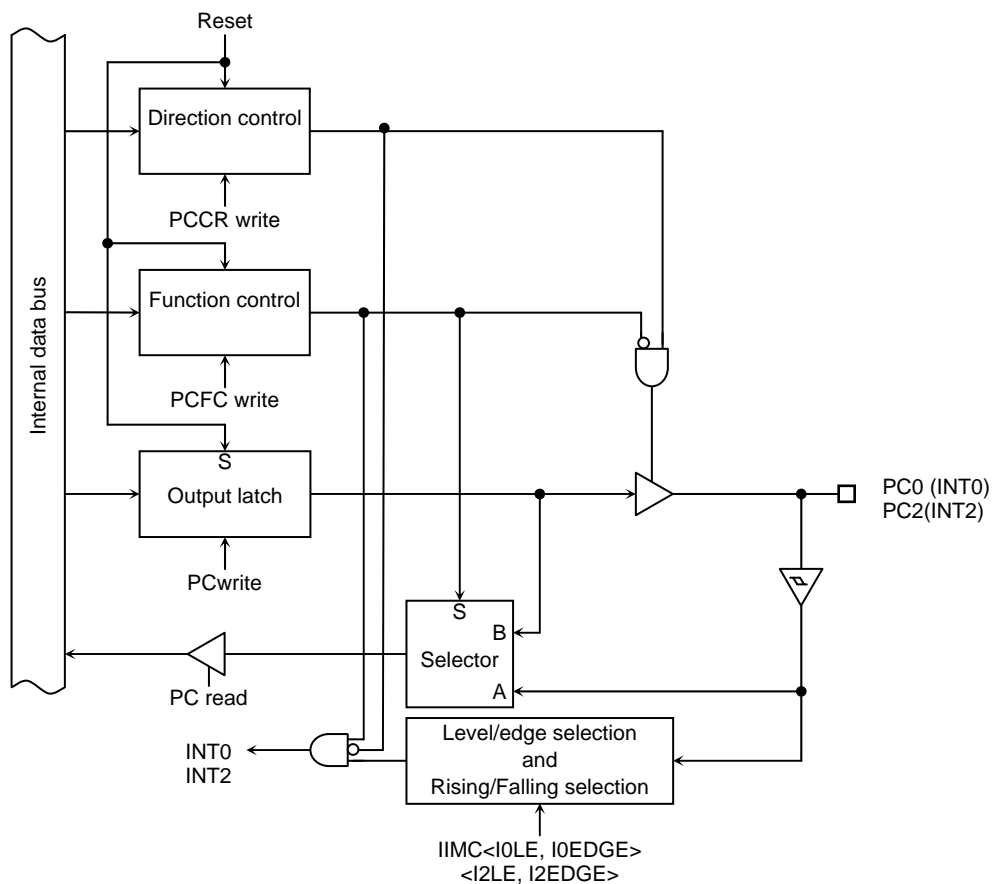 Reset
Direction control
PCCR write
Internal data bus
Function control
PCFC write
S
Output latch
PCwrite
PC0 (INT0)
PC2(INT2)
S
B
Selector
A
PC read
Level/edge selection
and
Rising/Falling selection
INT0
INT2
IIMC<I0LE, I0EDGE>
<I2LE, I2EDGE>